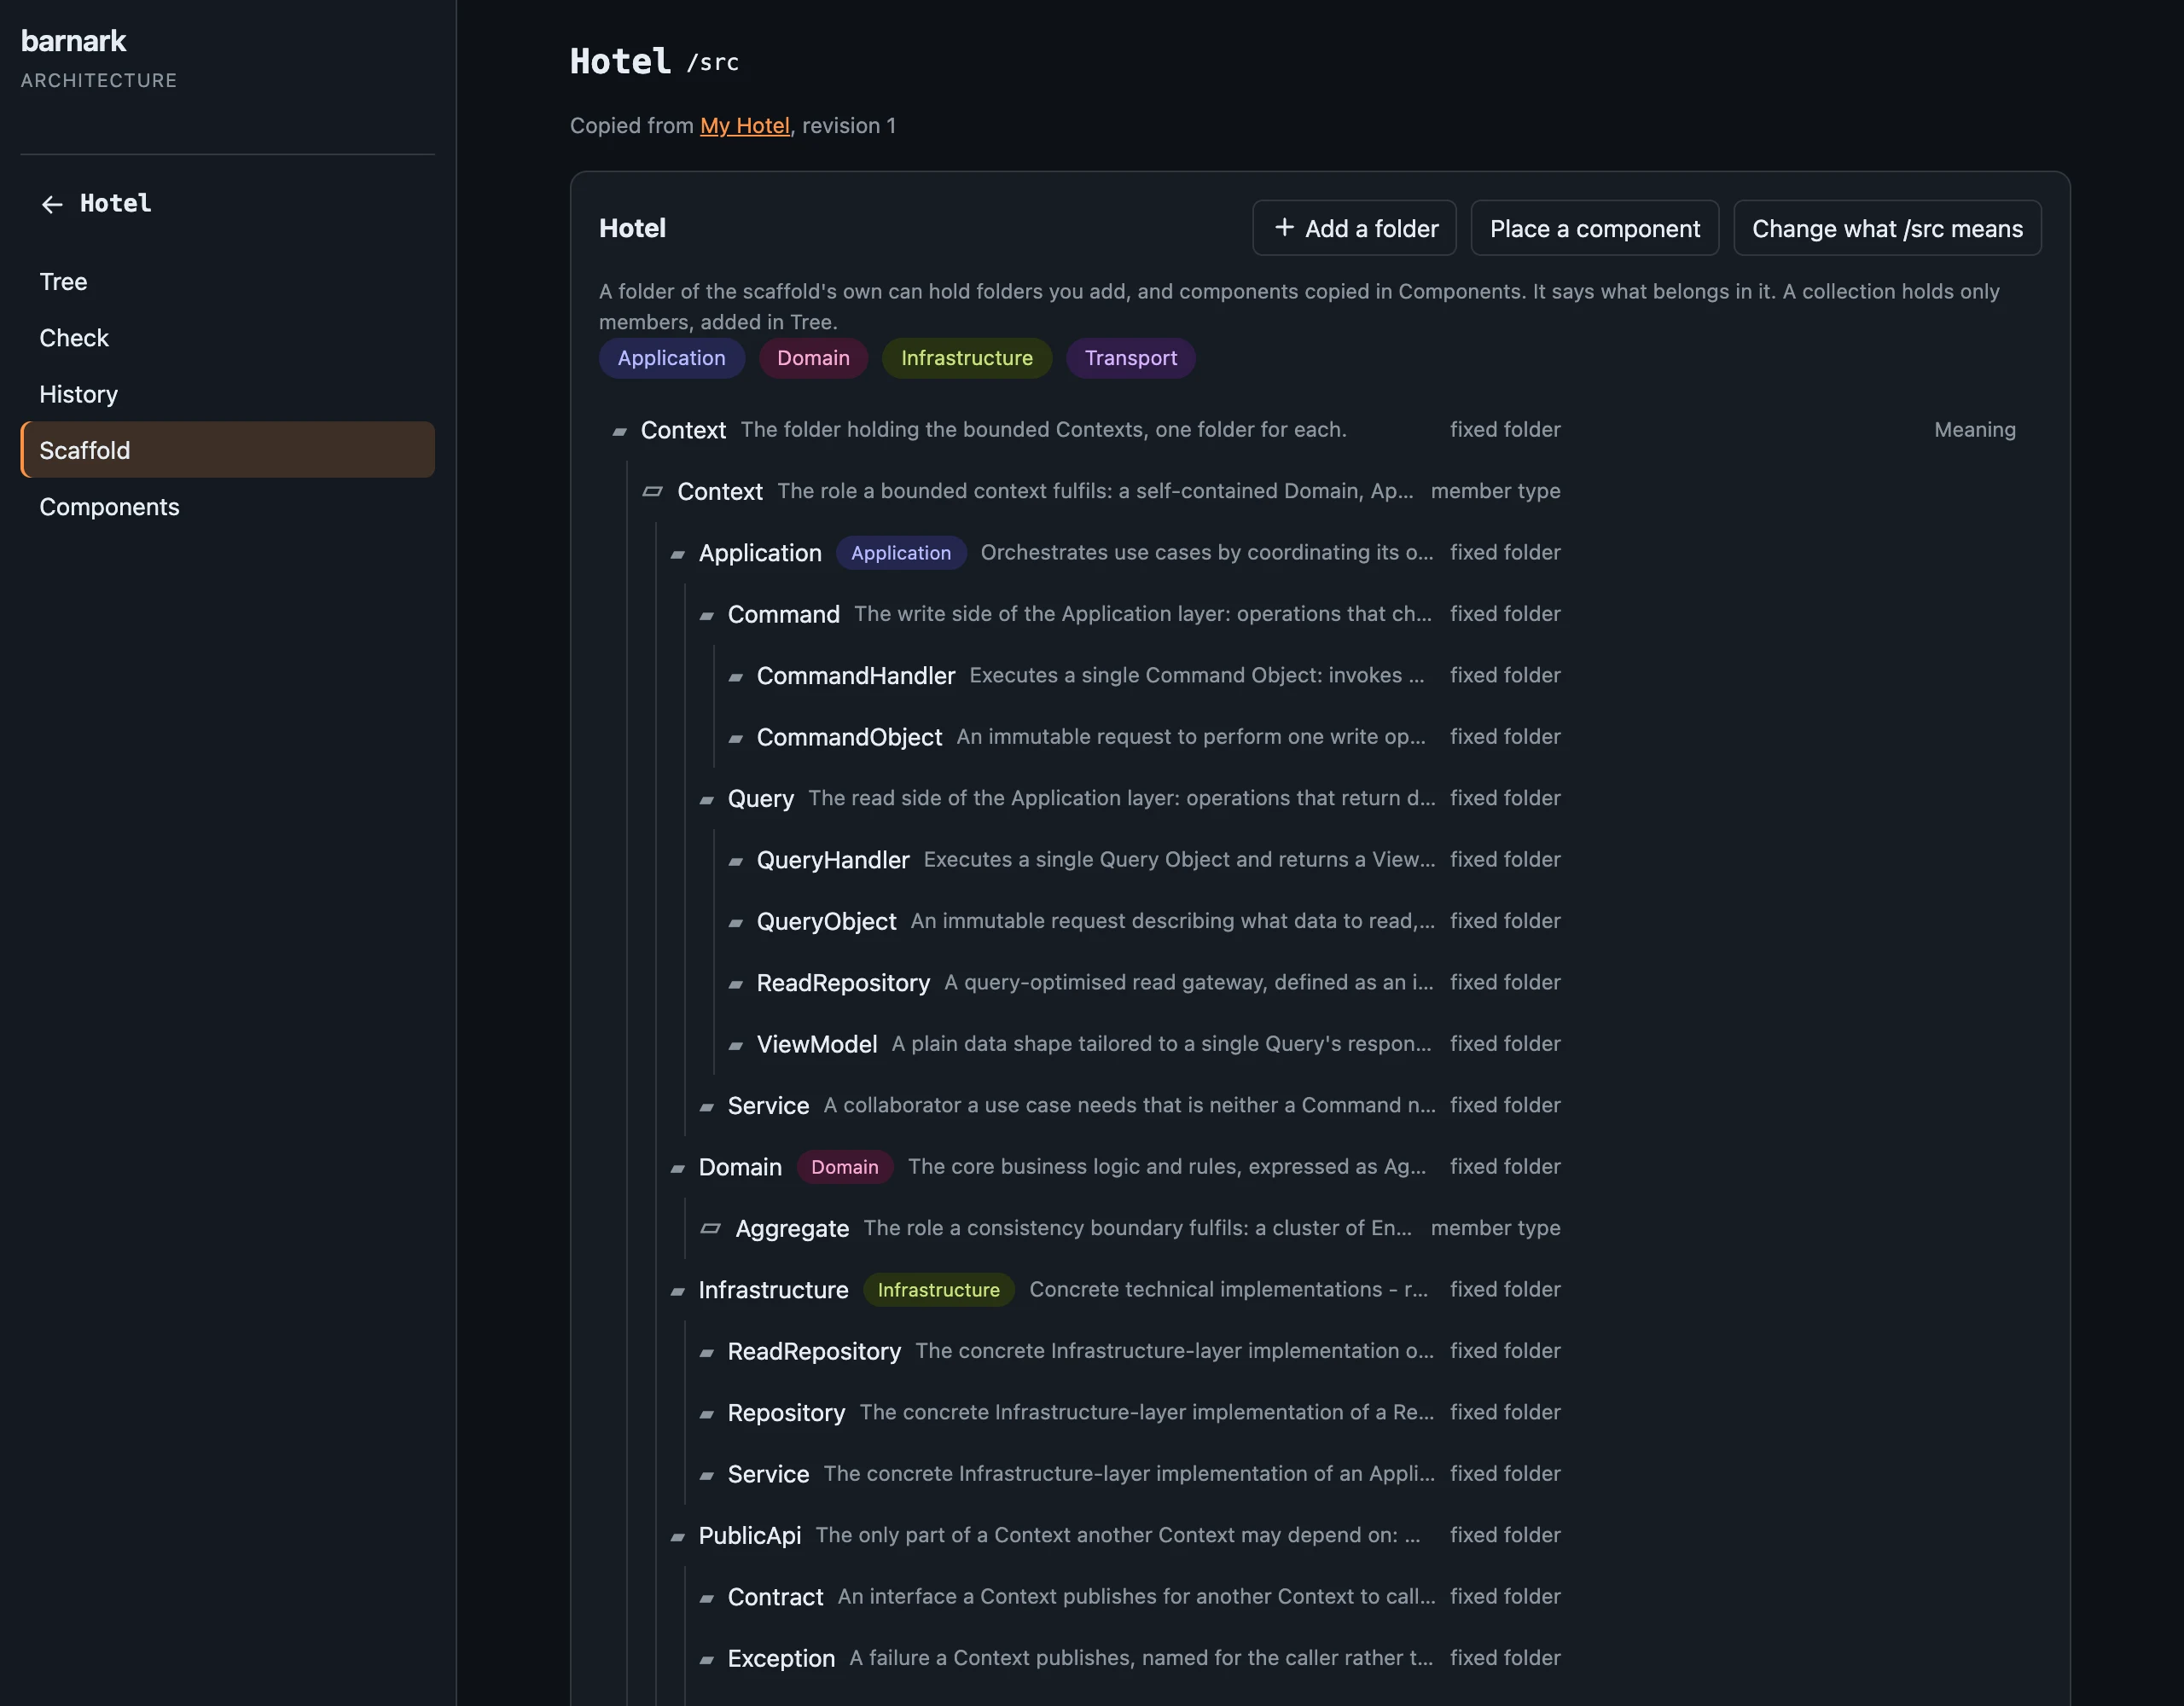 barnark
ARCHITECTURE
Hotel
Tree
Check
History
Scaffold
Components
Hotel /src
Copied from My Hotel, revision 1
Hotel
+ Add a folder
Place a component
Change what /src means
A folder of the scaffold's own can hold folders you add, and components copied in Components. It says what belongs in it. A collection holds only
members, added in Tree.
Application Domain Infrastructure Transport
Context The folder holding the bounded Contexts, one folder for each. fixed folder Meaning
Context The role a bounded context fulfils: a self-contained Domain, Ap... member type
Application Application Orchestrates use cases by coordinating its o... fixed folder
Command The write side of the Application layer: operations that ch... fixed folder
CommandHandler Executes a single Command Object: invokes ... fixed folder
CommandObject An immutable request to perform one write op... fixed folder
Query The read side of the Application layer: operations that return d... fixed folder
QueryHandler Executes a single Query Object and returns a View... fixed folder
QueryObject An immutable request describing what data to read,... fixed folder
ReadRepository A query-optimised read gateway, defined as an i... fixed folder
ViewModel A plain data shape tailored to a single Query's respon... fixed folder
Service A collaborator a use case needs that is neither a Command n... fixed folder
Domain Domain The core business logic and rules, expressed as Ag... fixed folder
Aggregate The role a consistency boundary fulfils: a cluster of En... member type
Infrastructure Infrastructure Concrete technical implementations - r... fixed folder
ReadRepository The concrete Infrastructure-layer implementation o... fixed folder
Repository The concrete Infrastructure-layer implementation of a Re... fixed folder
Service The concrete Infrastructure-layer implementation of an Appli... fixed folder
PublicApi The only part of a Context another Context may depend on: ... fixed folder
Contract An interface a Context publishes for another Context to call... fixed folder
Exception A failure a Context publishes, named for the caller rather t... fixed folder